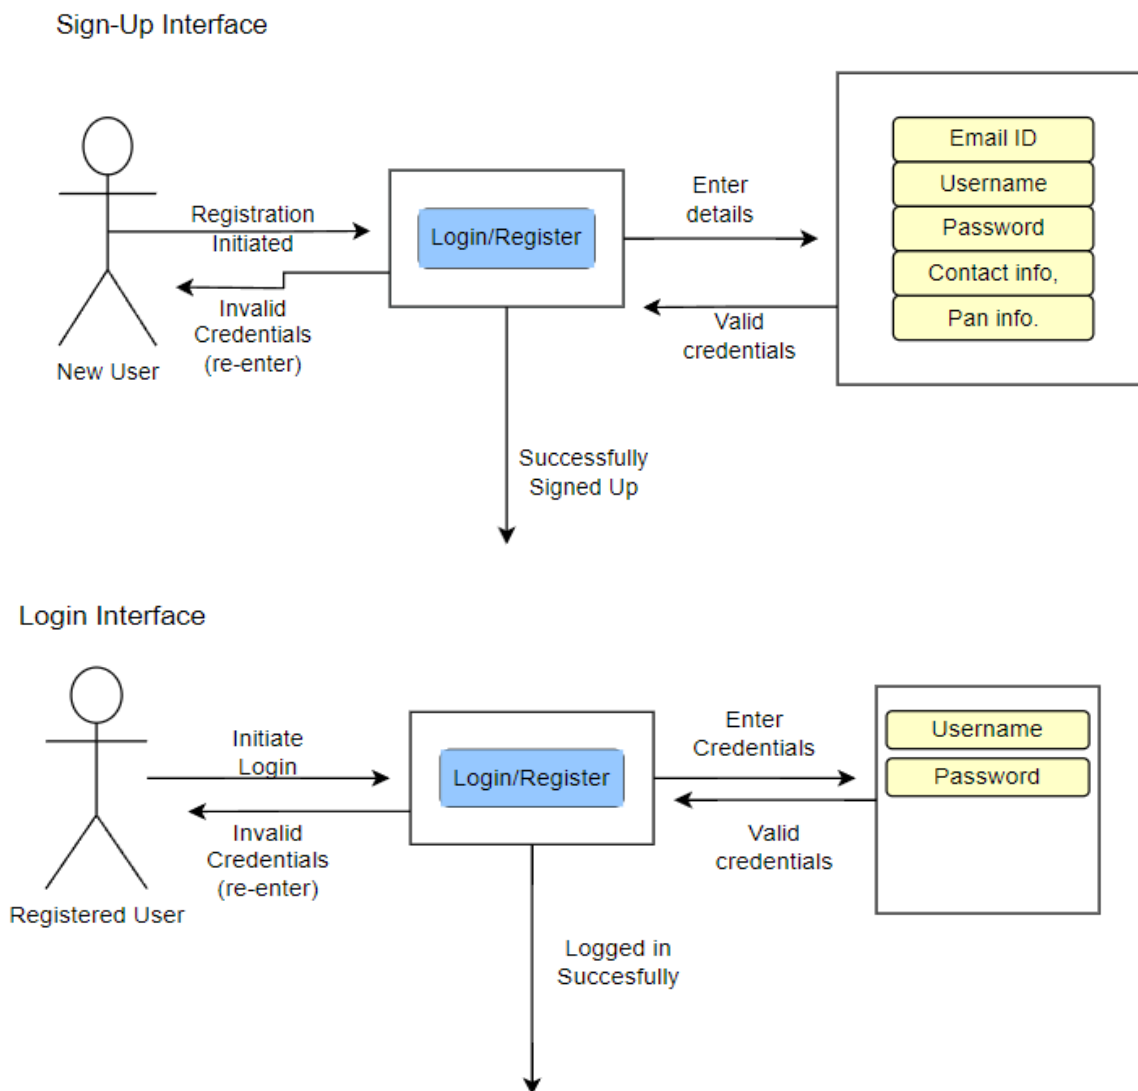 Sign-Up Interface
Email ID
Username
Password
Contact info,
Pan info.
Enter
details
Registration
Initiated
Login/Register
Valid
credentials
Invalid
Credentials
(re-enter)
New User
Successfully
Signed Up
Login Interface
Enter
Credentials
Username
Initiate
Login
Login/Register
Password
Invalid
Credentials
(re-enter)
Valid
credentials
Registered User
Logged in
Succesfully